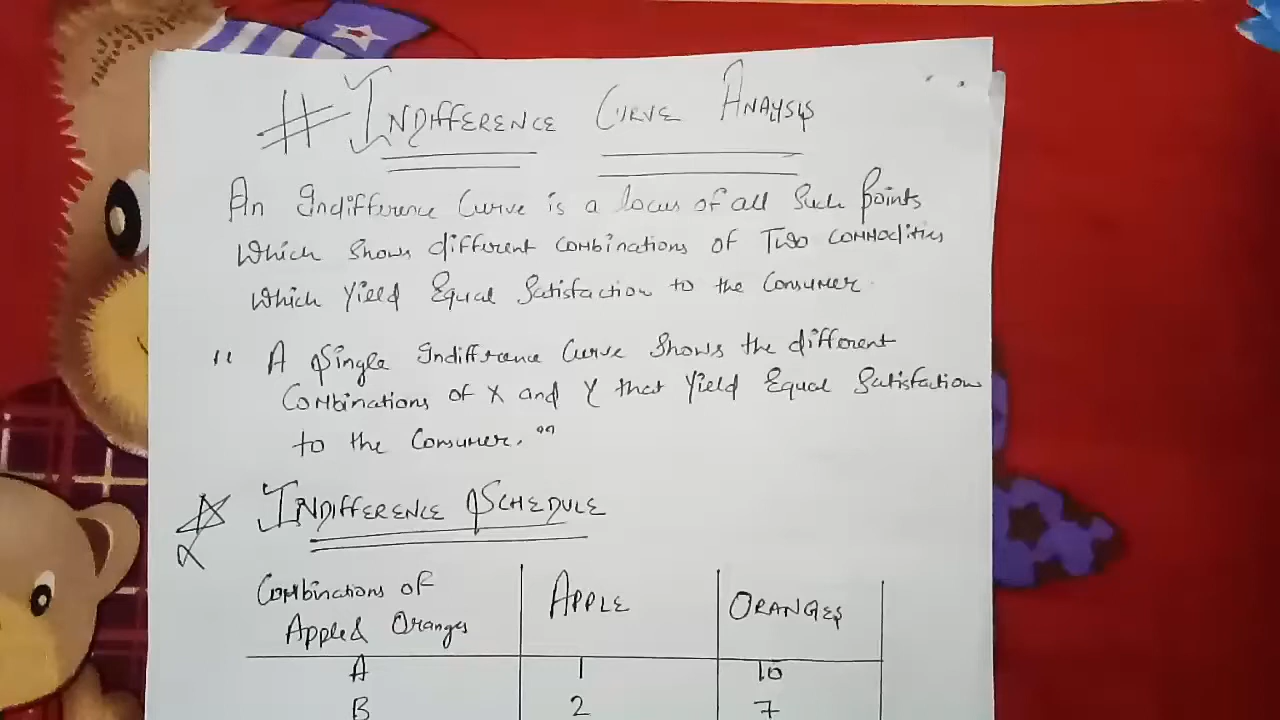 # INDIFFERENCE CURVE ANALYSIS
An Indifference Curve is a locus of all Such Points
Which Shows different Combinations of Two Commodities
Which Yield Equal Satisfaction to the Consumer.
" A Single Indifference Curve Shows the different
Combinations of X and Y that Yield Equal Satisfaction
to the Consumer. "
INDIFFERENCE SCHEDULE
Combinations of APPLE ORANGES
Apple & Oranges
A 1 10
B 2 7